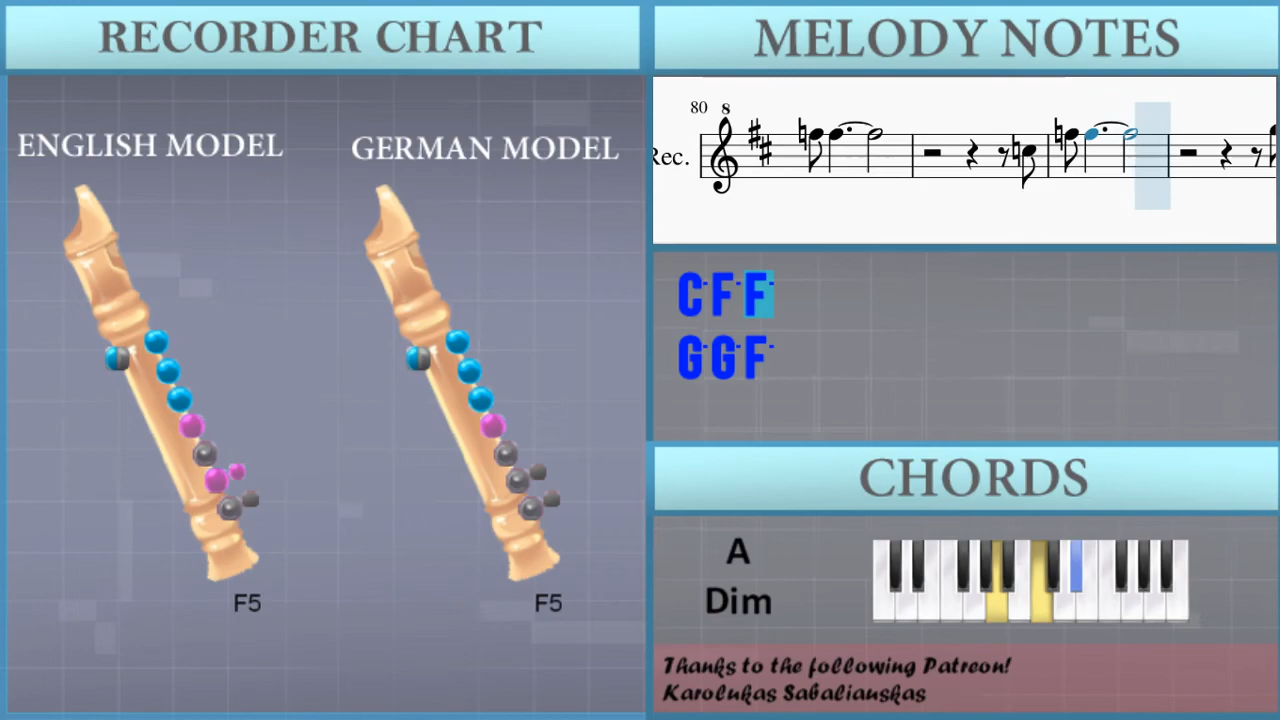 RECORDER CHART
ENGLISH MODEL
GERMAN MODEL
F5
F5
MELODY NOTES
80
8
Rec.
C· F· F·
G· G· F·
CHORDS
A
Dim
Thanks to the following Patreon!
Karolukas Sabaliauskas